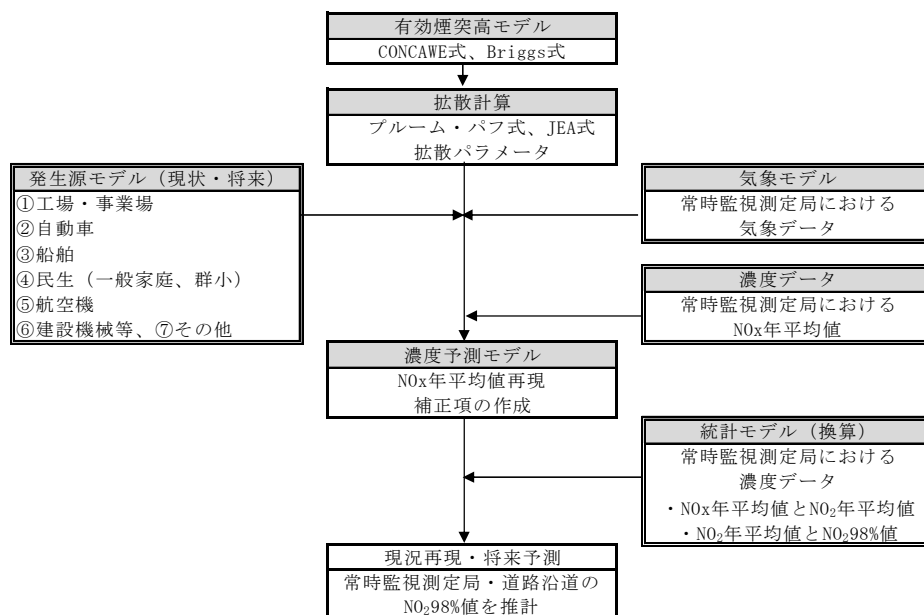 有効煙突高モデル
CONCAWE式、Briggs式
拡散計算
プルーム・パフ式、JEA式
拡散パラメータ
発生源モデル（現状・将来）
①工場・事業場
②自動車
③船舶
④民生（一般家庭、群小）
⑤航空機
⑥建設機械等、⑦その他
気象モデル
常時監視測定局における
気象データ
濃度データ
常時監視測定局における
NOx年平均値
濃度予測モデル
NOx年平均値再現
補正項の作成
統計モデル（換算）
常時監視測定局における
濃度データ
・NOx年平均値とNO₂年平均値
・NO₂年平均値とNO₂98%値
現況再現・将来予測
常時監視測定局・道路沿道の
NO₂98%値を推計